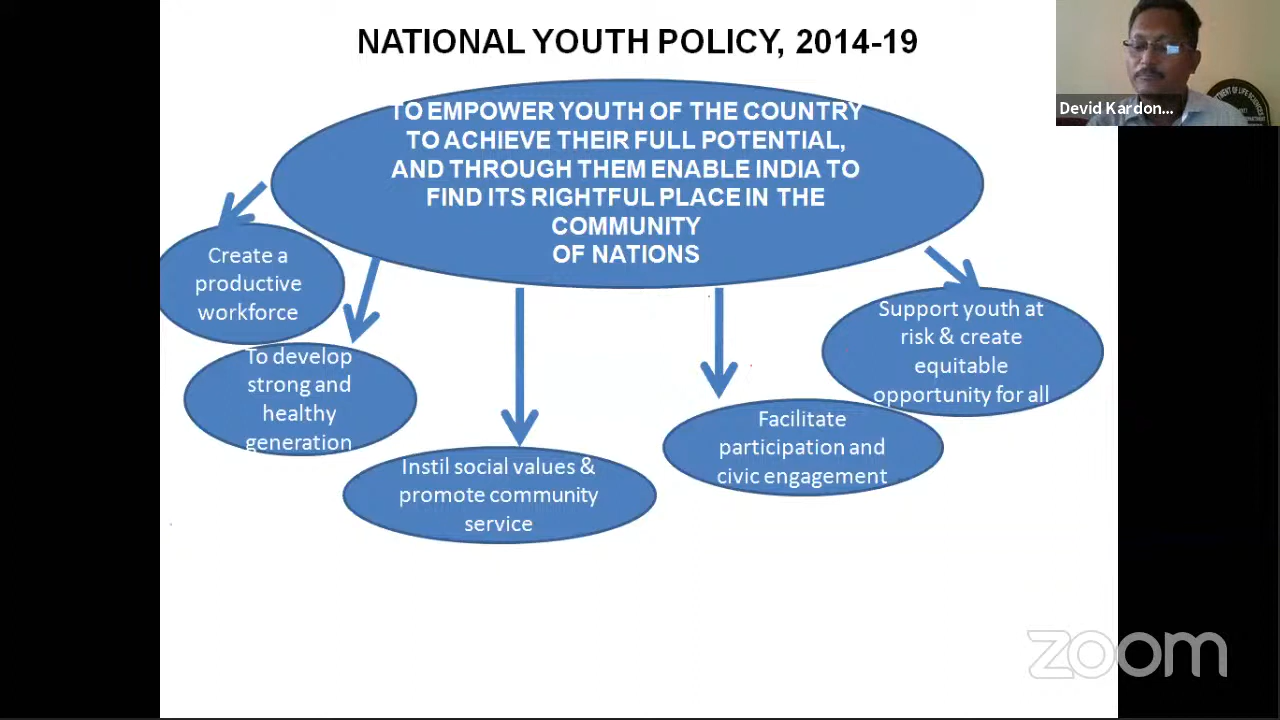 NATIONAL YOUTH POLICY, 2014-19
TO EMPOWER YOUTH OF THE COUNTRY
TO ACHIEVE THEIR FULL POTENTIAL,
AND THROUGH THEM ENABLE INDIA TO
FIND ITS RIGHTFUL PLACE IN THE
COMMUNITY
OF NATIONS
Create a
productive
workforce
To develop
strong and
healthy
generation
Instil social values &
promote community
service
Facilitate
participation and
civic engagement
Support youth at
risk & create
equitable
opportunity for all
Devid Kardon...
zoom